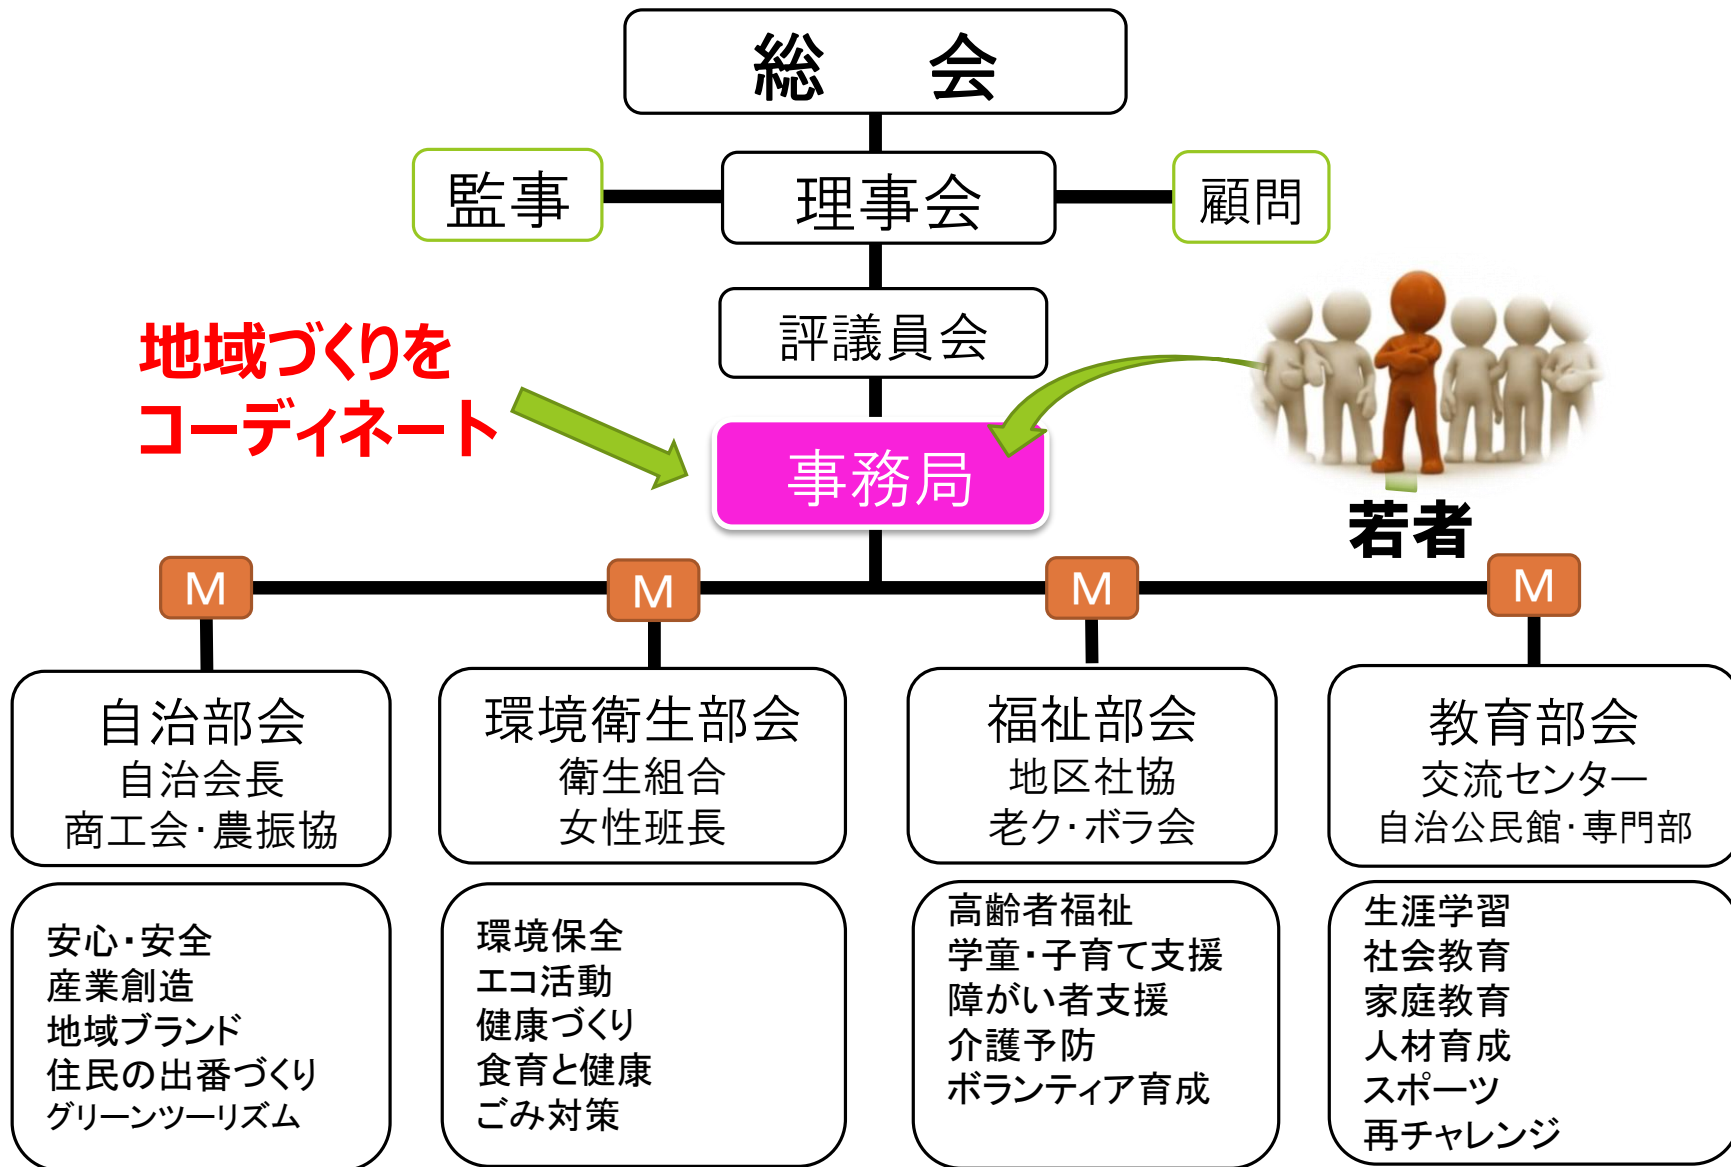 総 会
監事
理事会
顧問
評議員会
地域づくりを
コーディネート
事務局
若者
M
M
M
M
自治部会
自治会長
商工会・農振協
環境衛生部会
衛生組合
女性班長
福祉部会
地区社協
老ク・ボラ会
教育部会
交流センター
自治公民館・専門部
安心・安全
産業創造
地域ブランド
住民の出番づくり
グリーンツーリズム
環境保全
エコ活動
健康づくり
食育と健康
ごみ対策
高齢者福祉
学童・子育て支援
障がい者支援
介護予防
ボランティア育成
生涯学習
社会教育
家庭教育
人材育成
スポーツ
再チャレンジ